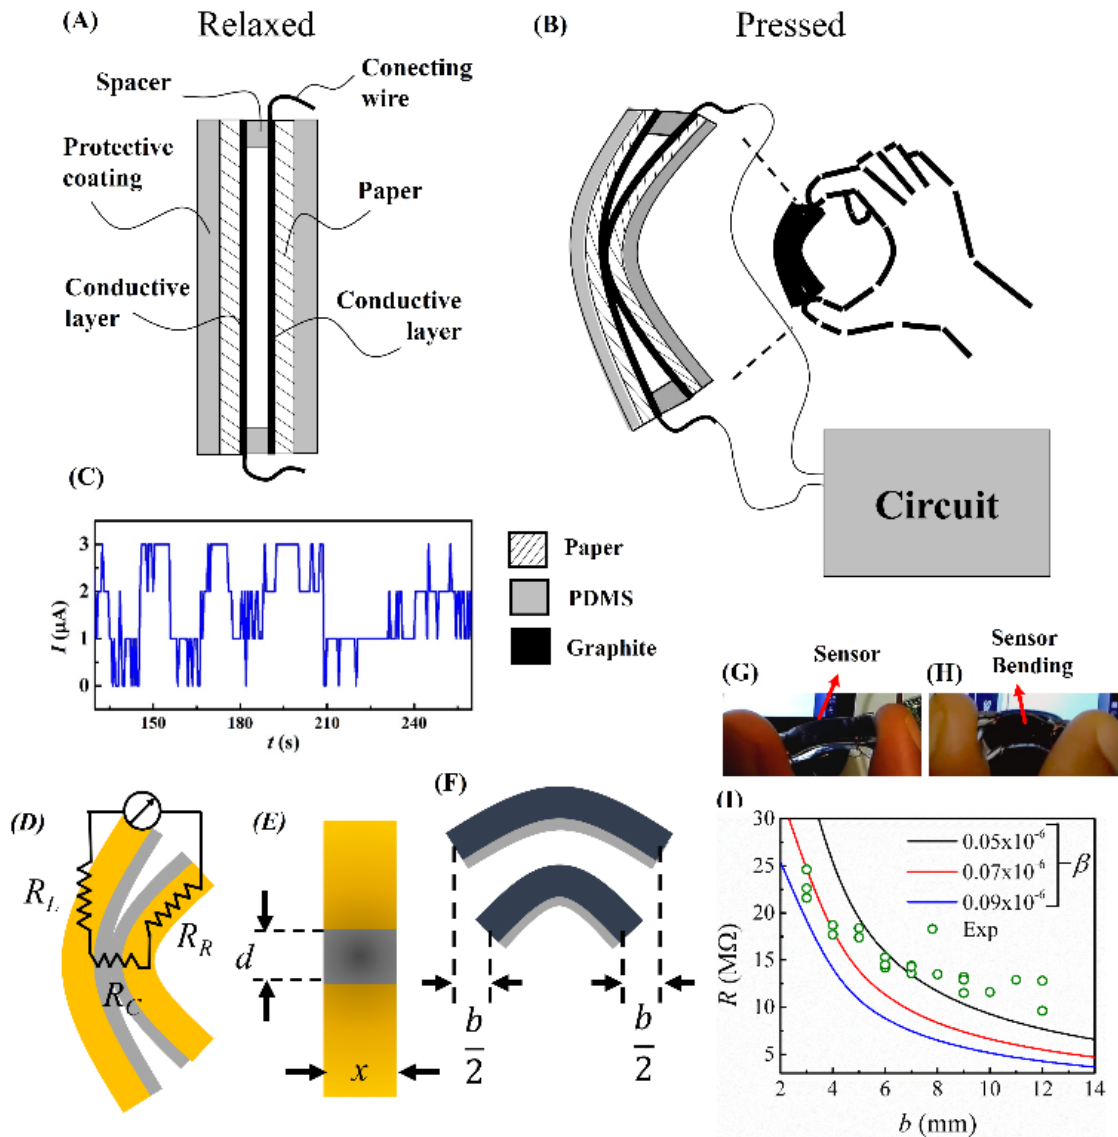 (A)
Relaxed
(B)
Pressed
Spacer
Conecting
wire
Protective
coating
Paper
Conductive
layer
Conductive
layer
Circuit
(C)
3
2
1
0
I (µA)
150
180
210
240
t (s)
Paper
PDMS
Graphite
(G)
Sensor
(H)
Sensor
Bending
(D)
R_L
R_C
R_R
(E)
d
x
(F)
b/2
b/2
(I)
30
25
20
15
10
5
R (MΩ)
0.05x10⁻⁶
0.07x10⁻⁶
0.09x10⁻⁶
β
Exp
2
4
6
8
10
12
14
b (mm)